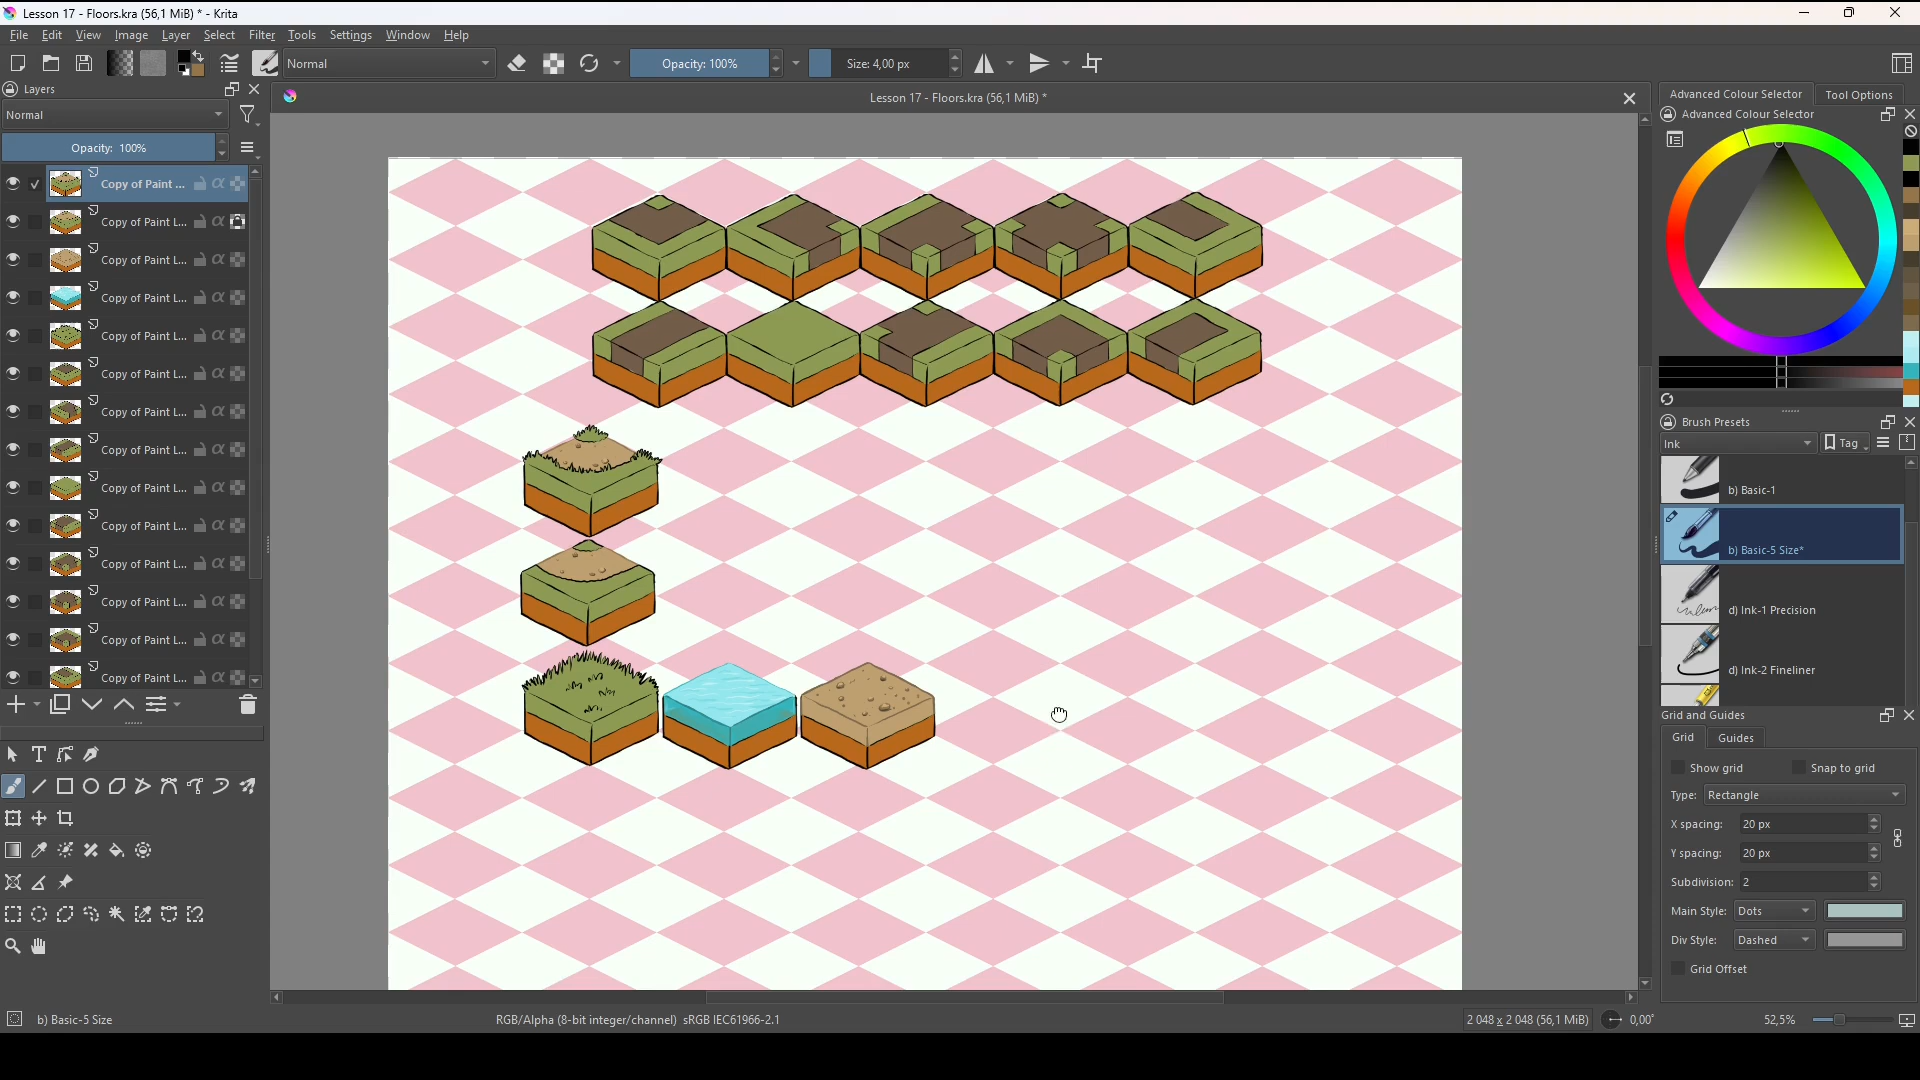 Lesson 17 - Floors.kra (56,1 MiB) * - Krita
File Edit View Image Layer Select Filter Tools Settings Window Help
Normal Opacity: 100% Size: 4,00 px
Layers
Lesson 17 - Floors.kra (56,1 MiB) *
Normal
Opacity: 100%
Copy of Paint ...
Copy of Paint L...
Copy of Paint L...
Copy of Paint L...
Copy of Paint L...
Copy of Paint L...
Copy of Paint L...
Copy of Paint L...
Copy of Paint L...
Copy of Paint L...
Copy of Paint L...
Copy of Paint L...
Copy of Paint L...
Copy of Paint L...
Advanced Colour Selector Tool Options
Advanced Colour Selector
Brush Presets
Ink Tag
b) Basic-1
b) Basic-5 Size*
d) Ink-1 Precision
d) Ink-2 Fineliner
Grid and Guides
Grid Guides
Show grid Snap to grid
Type: Rectangle
X spacing: 20 px
Y spacing: 20 px
Subdivision: 2
Main Style: Dots
Div Style: Dashed
Grid Offset
b) Basic-5 Size RGB/Alpha (8-bit integer/channel) sRGB IEC61966-2.1 2 048 x 2 048 (56,1 MiB) 0,00° 52,5%